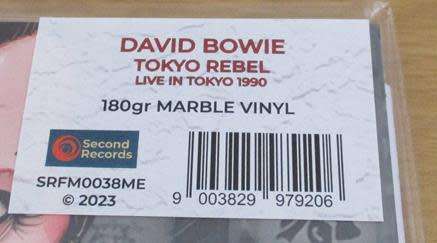 DAVID BOWIE
TOKYO REBEL
LIVE IN TOKYO 1990
180gr MARBLE VINYL
Second
Records
SRFM0038ME
© 2023
9 003829 979206